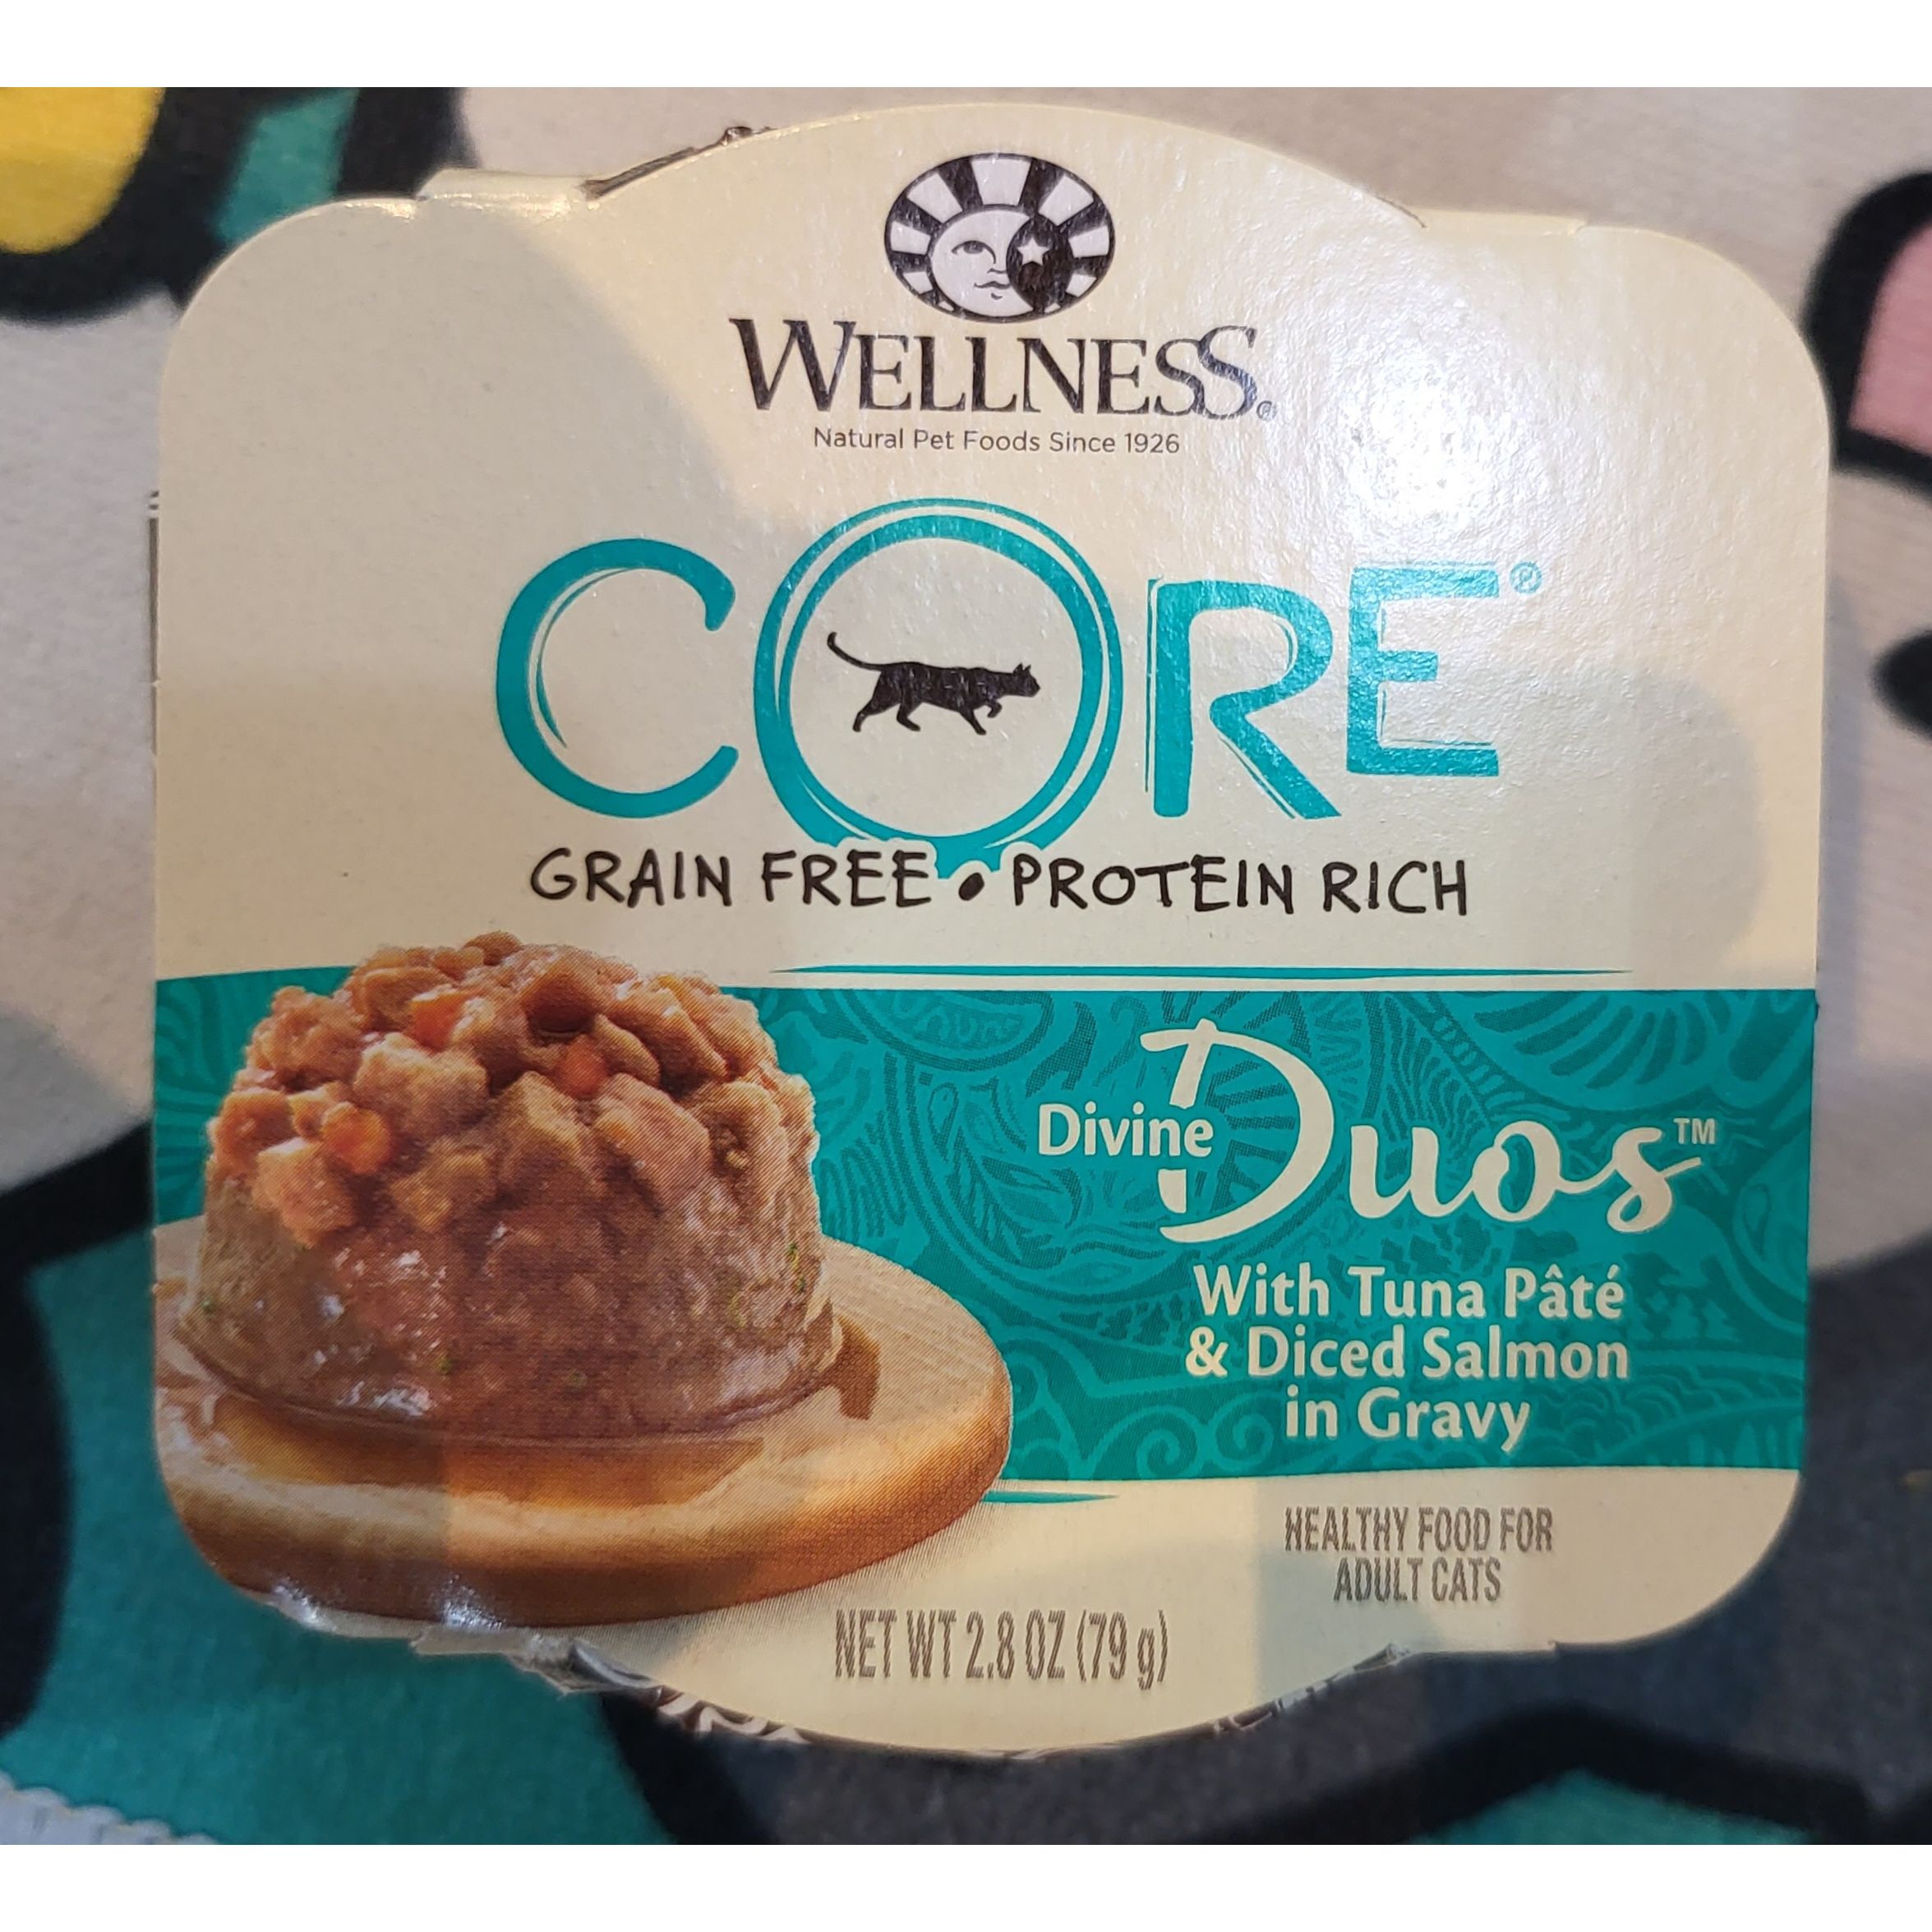 WELLNESS®
Natural Pet Foods Since 1926
CORE®
GRAIN FREE • PROTEIN RICH
Divine Duos™
With Tuna Pâté
& Diced Salmon
in Gravy
HEALTHY FOOD FOR
ADULT CATS
NET WT 2.8 OZ (79 g)